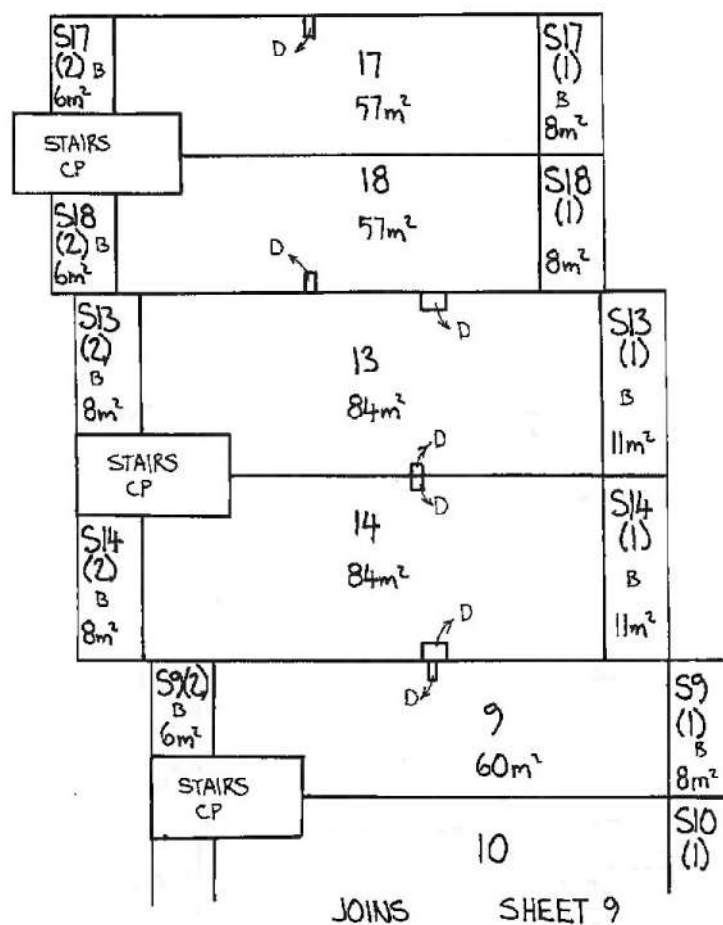 S17
(2) B
6m²
D
17
57m²
S17
(1)
B
8m²
STAIRS
CP
S18
(2) B
6m²
D
18
57m²
S18
(1)
8m²
S13
(2)
B
8m²
D
13
84m²
S13
(1)
B
11m²
STAIRS
CP
D
D
S14
(2)
B
8m²
14
84m²
D
S14
(1)
B
11m²
S9(2)
B
6m²
D
9
60m²
S9
(1)
B
8m²
STAIRS
CP
10
S10
(1)
JOINS SHEET 9